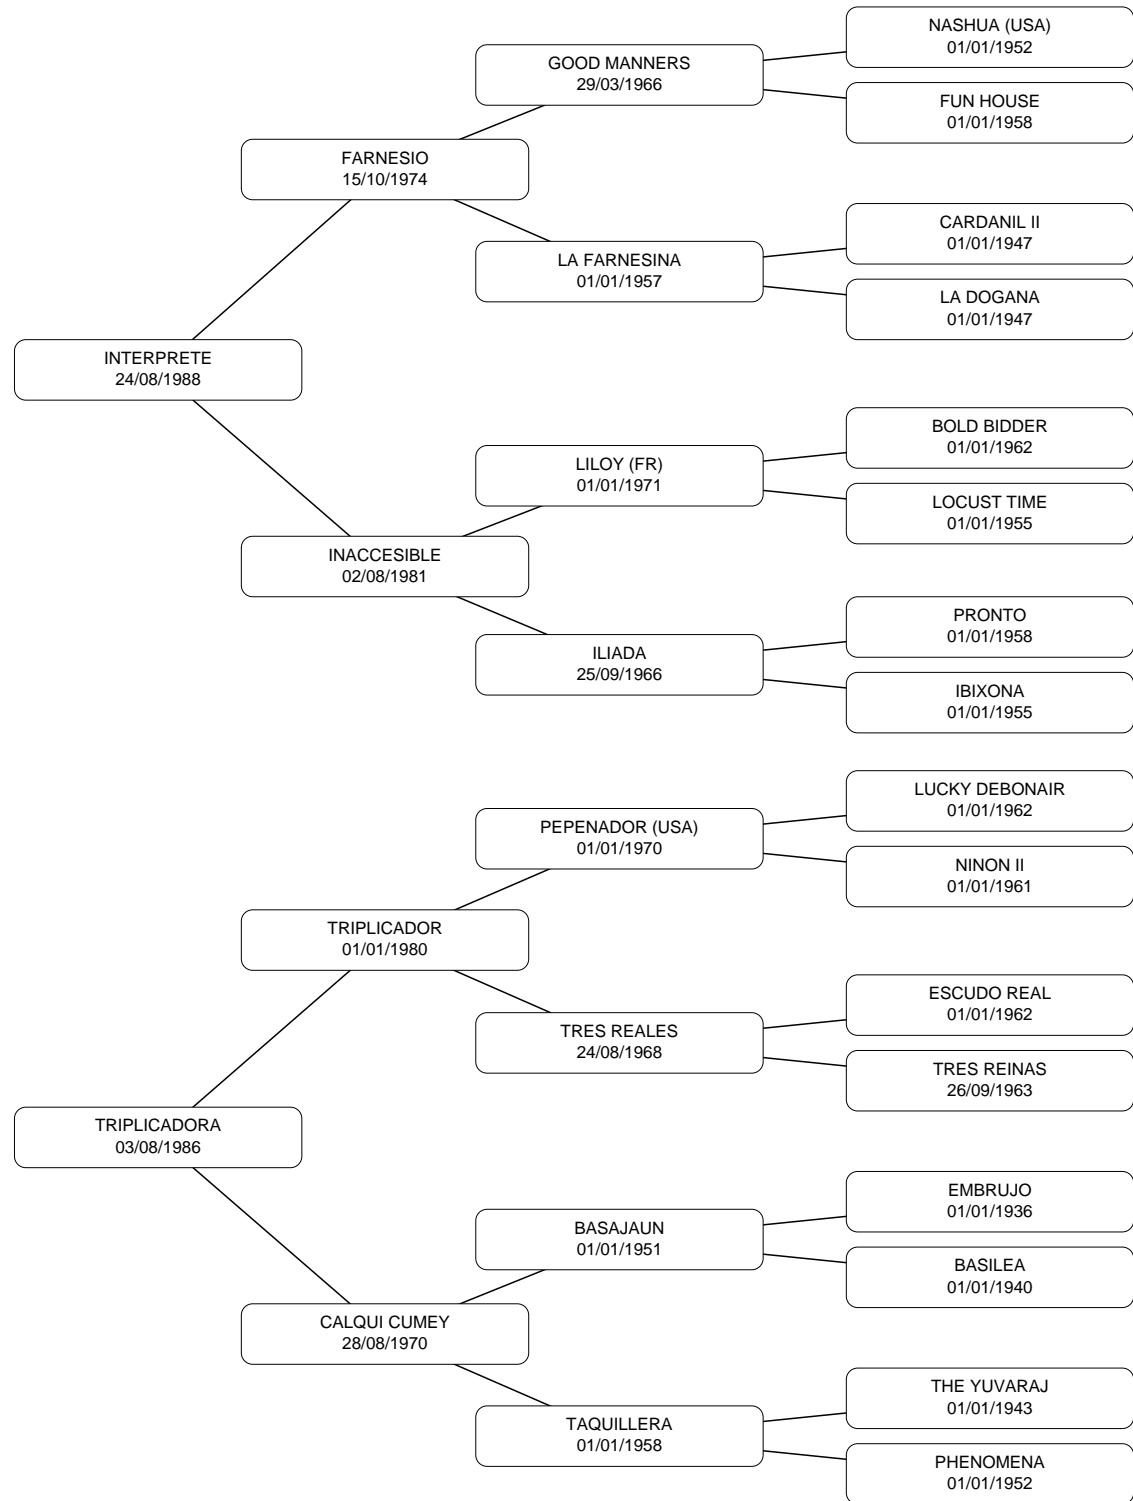 NASHUA (USA)
01/01/1952
GOOD MANNERS
29/03/1966
FUN HOUSE
01/01/1958
FARNESIO
15/10/1974
CARDANIL II
01/01/1947
LA FARNESINA
01/01/1957
LA DOGANA
01/01/1947
INTERPRETE
24/08/1988
BOLD BIDDER
01/01/1962
LILOY (FR)
01/01/1971
LOCUST TIME
01/01/1955
INACCESIBLE
02/08/1981
PRONTO
01/01/1958
ILIADA
25/09/1966
IBIXONA
01/01/1955
LUCKY DEBONAIR
01/01/1962
PEPENADOR (USA)
01/01/1970
NINON II
01/01/1961
TRIPLICADOR
01/01/1980
ESCUDO REAL
01/01/1962
TRES REALES
24/08/1968
TRES REINAS
26/09/1963
TRIPLICADORA
03/08/1986
EMBRUJO
01/01/1936
BASAJAUN
01/01/1951
BASILEA
01/01/1940
CALQUI CUMEY
28/08/1970
THE YUVARAJ
01/01/1943
TAQUILLERA
01/01/1958
PHENOMENA
01/01/1952